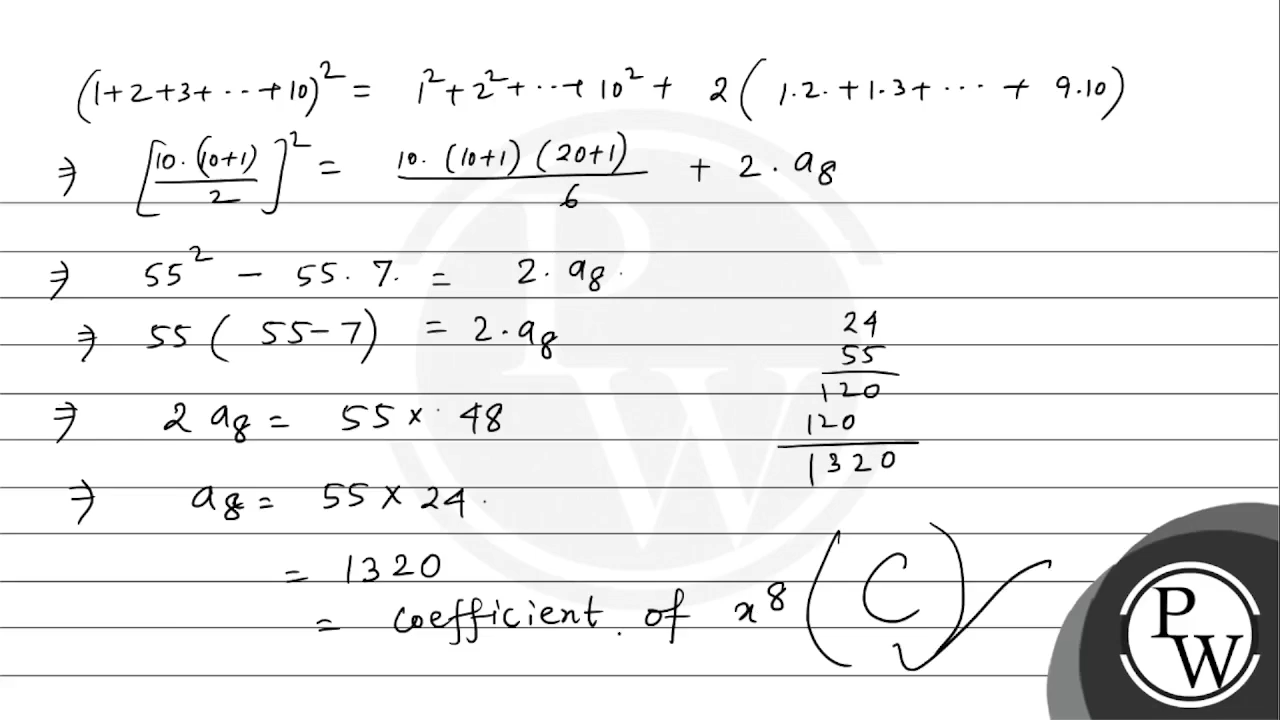 (1+2+3+ ... + 10)² = 1² + 2² + ... + 10² + 2 ( 1.2. + 1.3 + ... + 9.10 )
⇒ [10.(10+1)/2]² = 10.(10+1)(20+1)/6 + 2.a₈
⇒ 55² - 55.7. = 2.a₈.
⇒ 55 ( 55-7 ) = 2.a₈
24
55
120
120
1320
⇒ 2 a₈ = 55 × 48
⇒ a₈ = 55 × 24.
= 1320
= coefficient. of x⁸ (C)
PW
PW